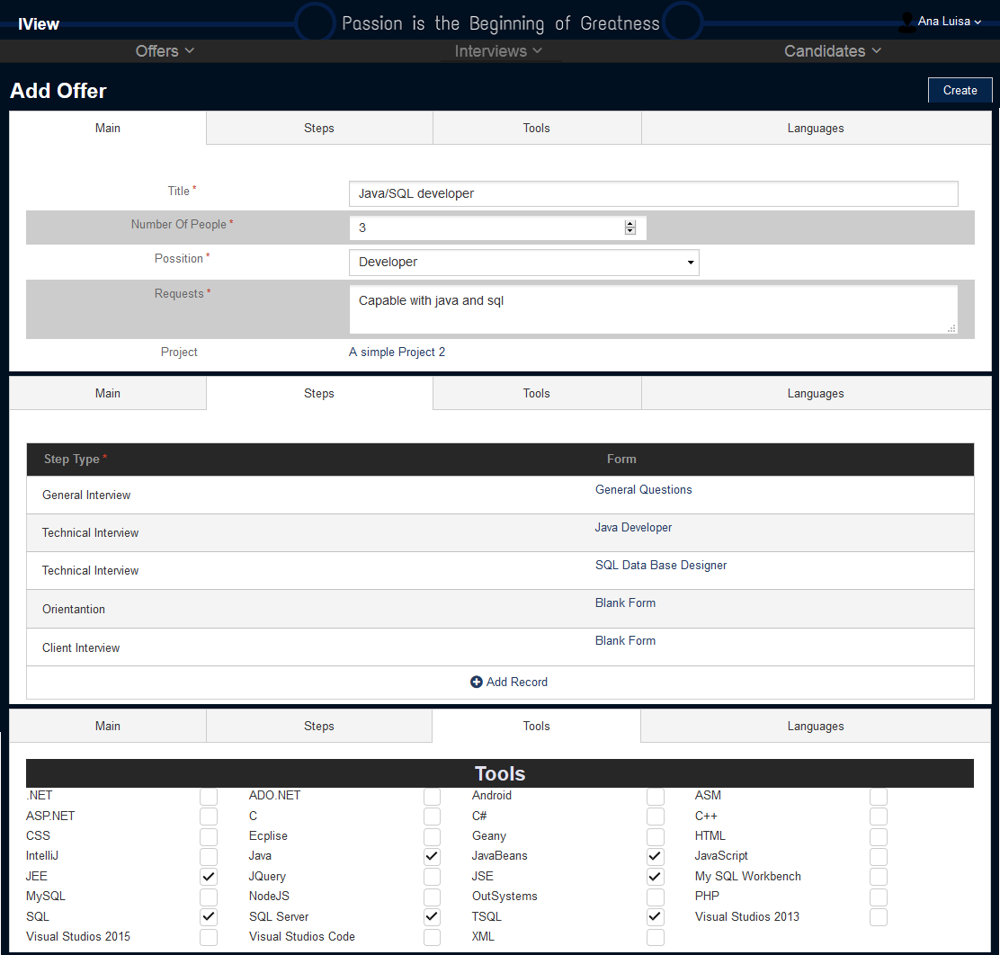 IView
Passion is the Beginning of Greatness
Ana Luisa
Offers Interviews Candidates
Add Offer
Create
Main Steps Tools Languages
Title *
Java/SQL developer
Number Of People *
3
Possition *
Developer
Requests *
Capable with java and sql
Project
A simple Project 2
Main Steps Tools Languages
Step Type * Form
General Interview General Questions
Technical Interview Java Developer
Technical Interview SQL Data Base Designer
Orientantion Blank Form
Client Interview Blank Form
Add Record
Main Steps Tools Languages
Tools
.NET ADO.NET Android ASM
ASP.NET C C# C++
CSS Ecplise Geany HTML
IntelliJ Java JavaBeans JavaScript
JEE JQuery JSE My SQL Workbench
MySQL NodeJS OutSystems PHP
SQL SQL Server TSQL Visual Studios 2013
Visual Studios 2015 Visual Studios Code XML